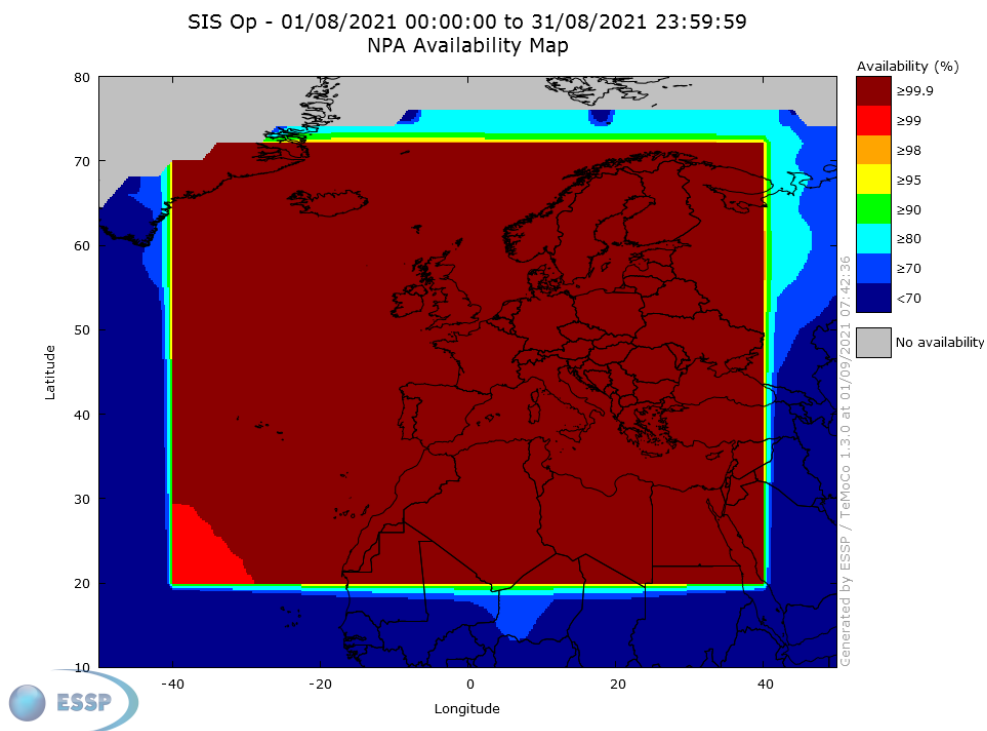 SIS Op - 01/08/2021 00:00:00 to 31/08/2021 23:59:59
NPA Availability Map
Availability (%)
≥99.9
≥99
≥98
≥95
≥90
≥80
≥70
<70
No availability
Latitude
80
70
60
50
40
30
20
10
-40
-20
0
20
40
Longitude
Generated by ESSP / TeMoCo 1.3.0 at 01/09/2021 07:42:36
ESSP